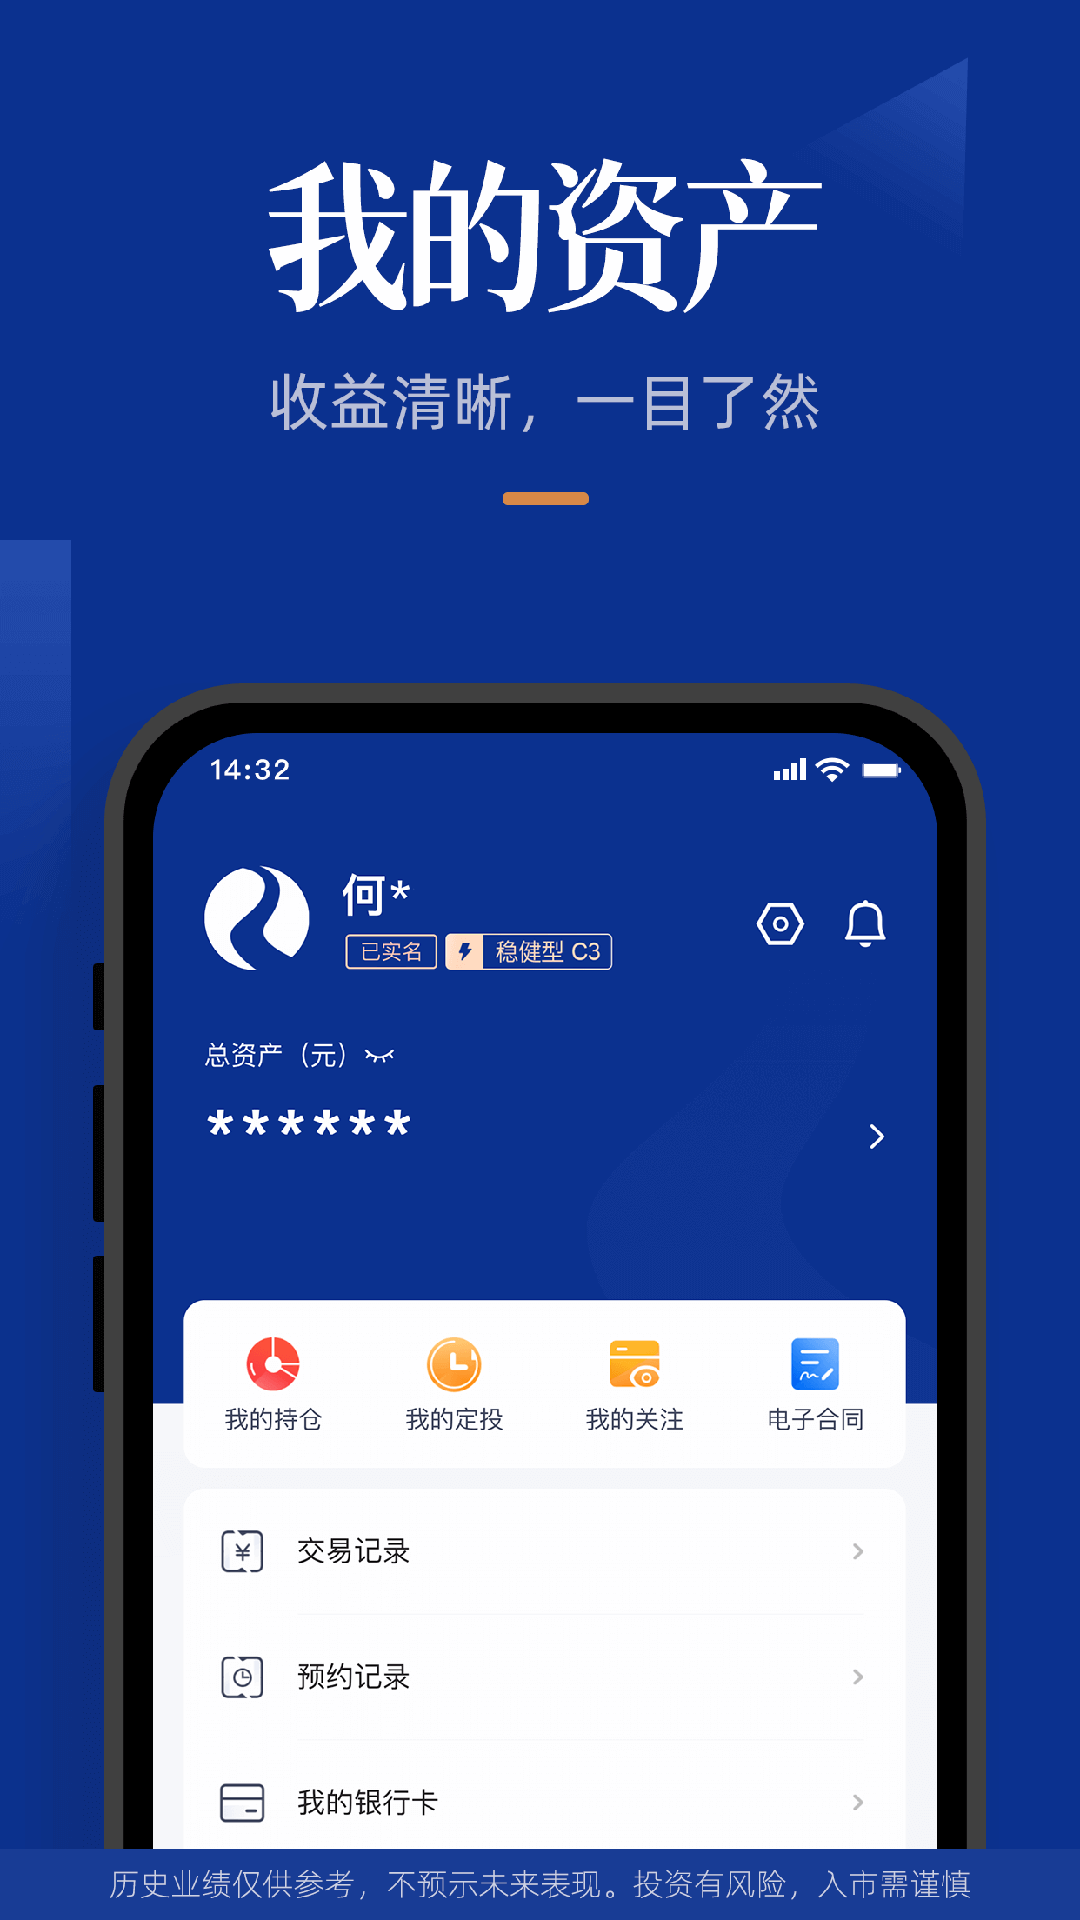 我的资产
收益清晰，一目了然
14:32
何*
已实名 稳健型 C3
总资产（元）
******
我的持仓 我的定投 我的关注 电子合同
交易记录
预约记录
我的银行卡
历史业绩仅供参考，不预示未来表现。投资有风险，入市需谨慎